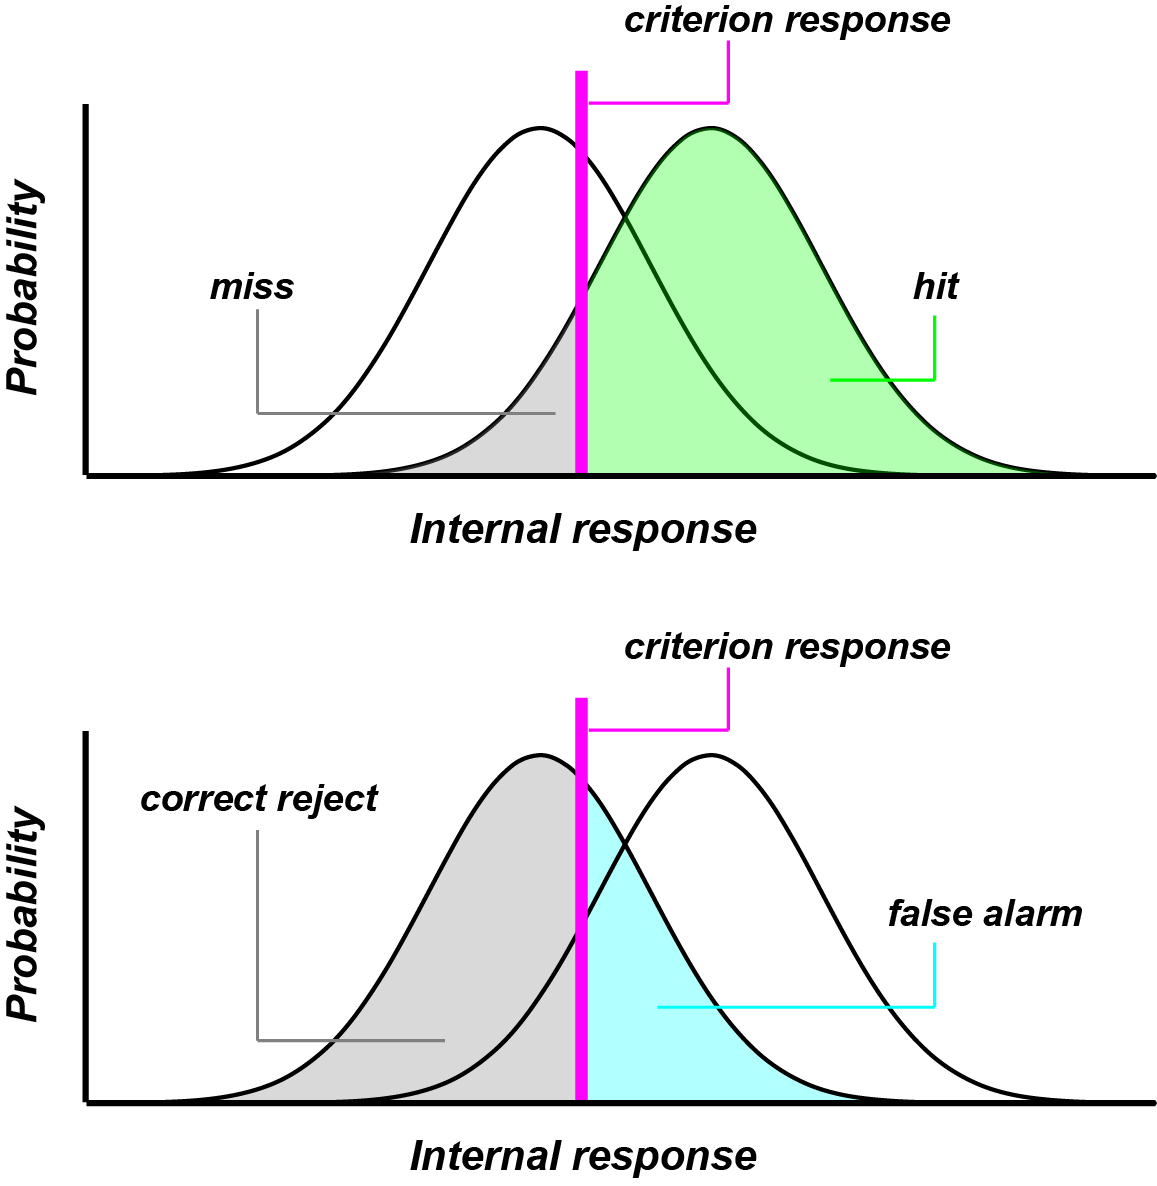 criterion response
Probability
miss
hit
Internal response
criterion response
Probability
correct reject
false alarm
Internal response